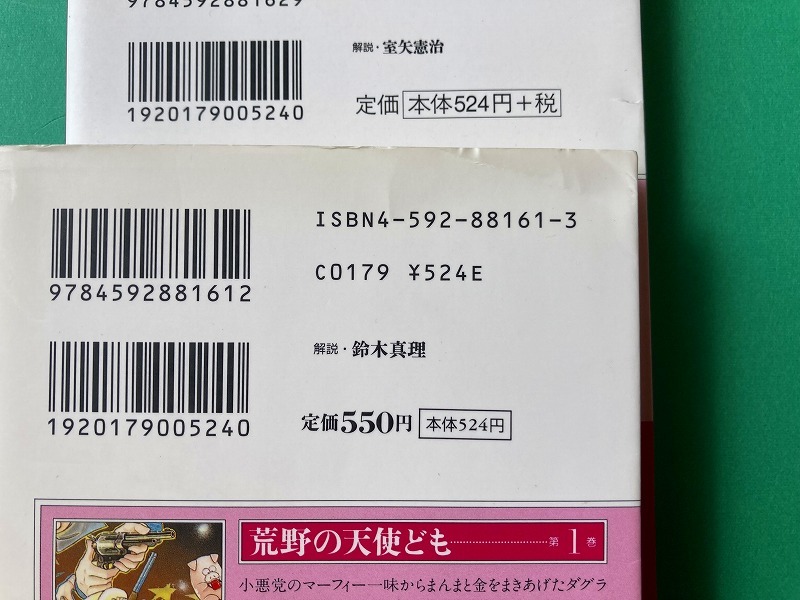 9784592881629
解説・室矢憲治
1920179005240
定価 本体524円+税
ISBN4-592-88161-3
C0179 ¥524E
9784592881612
解説・鈴木真理
1920179005240
定価550円 本体524円
荒野の天使ども 第1巻
小悪党のマーフィー一味からまんまと金をまきあげたダグラ